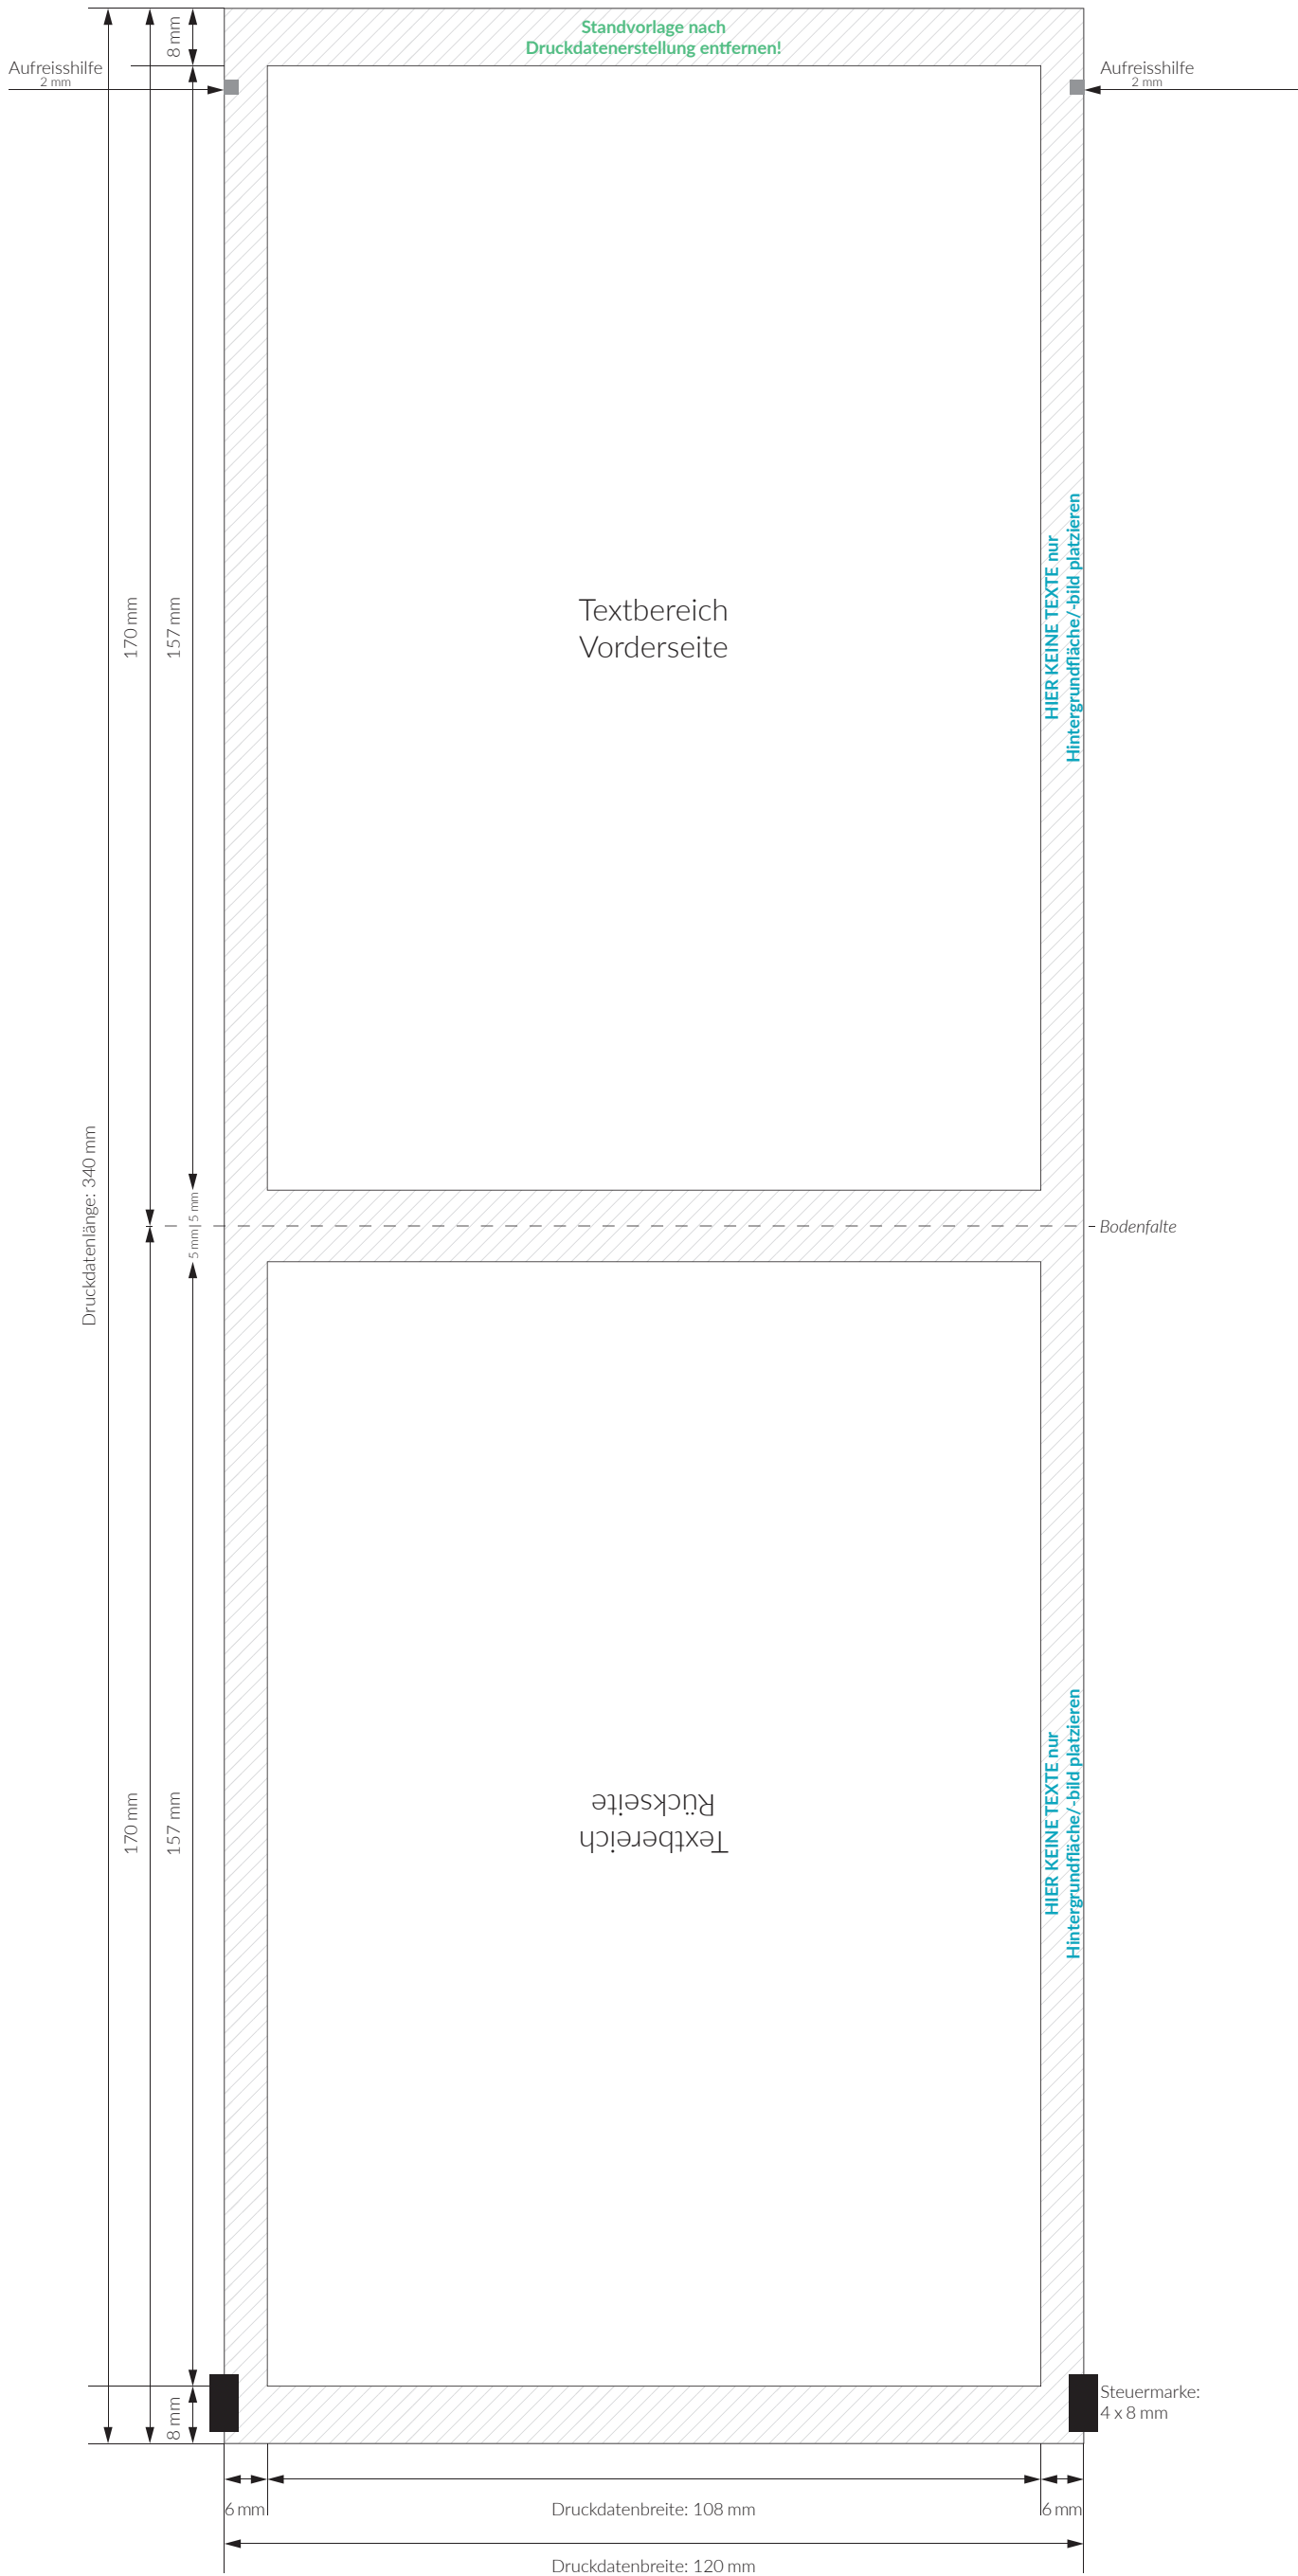 Standvorlage nach
Druckdatenerstellung entfernen!
8 mm
Aufreisshilfe
2 mm
Aufreisshilfe
2 mm
170 mm
157 mm
Textbereich
Vorderseite
HIER KEINE TEXTE nur
Hintergrundfläche/-bild platzieren
Druckdatenlänge: 340 mm
5 mm
5 mm
Bodenfalte
170 mm
157 mm
Textbereich
Rückseite
HIER KEINE TEXTE nur
Hintergrundfläche/-bild platzieren
8 mm
Steuermarke:
4 x 8 mm
6 mm
Druckdatenbreite: 108 mm
6 mm
Druckdatenbreite: 120 mm